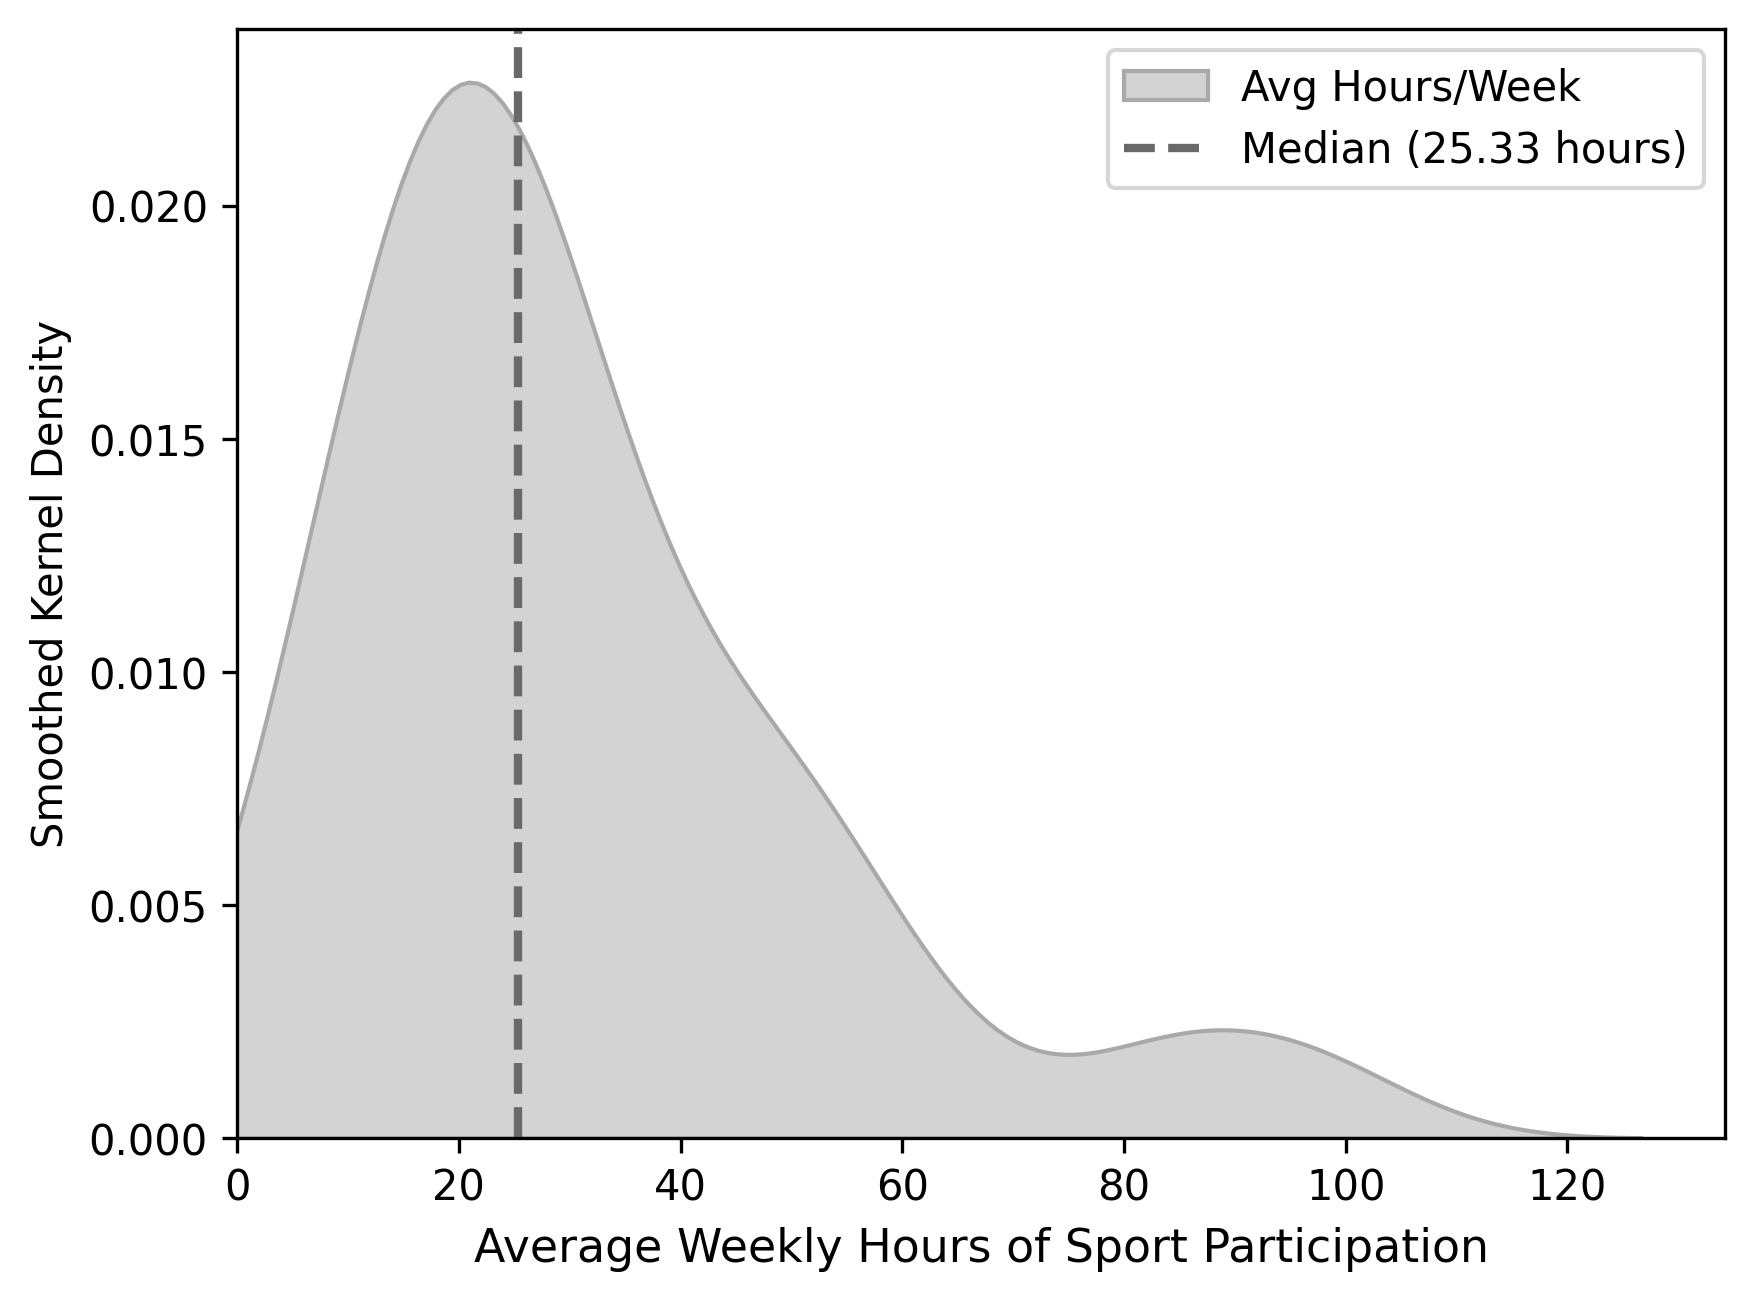 Avg Hours/Week
Median (25.33 hours)
Smoothed Kernel Density
0.020
0.015
0.010
0.005
0.000
0 20 40 60 80 100 120
Average Weekly Hours of Sport Participation